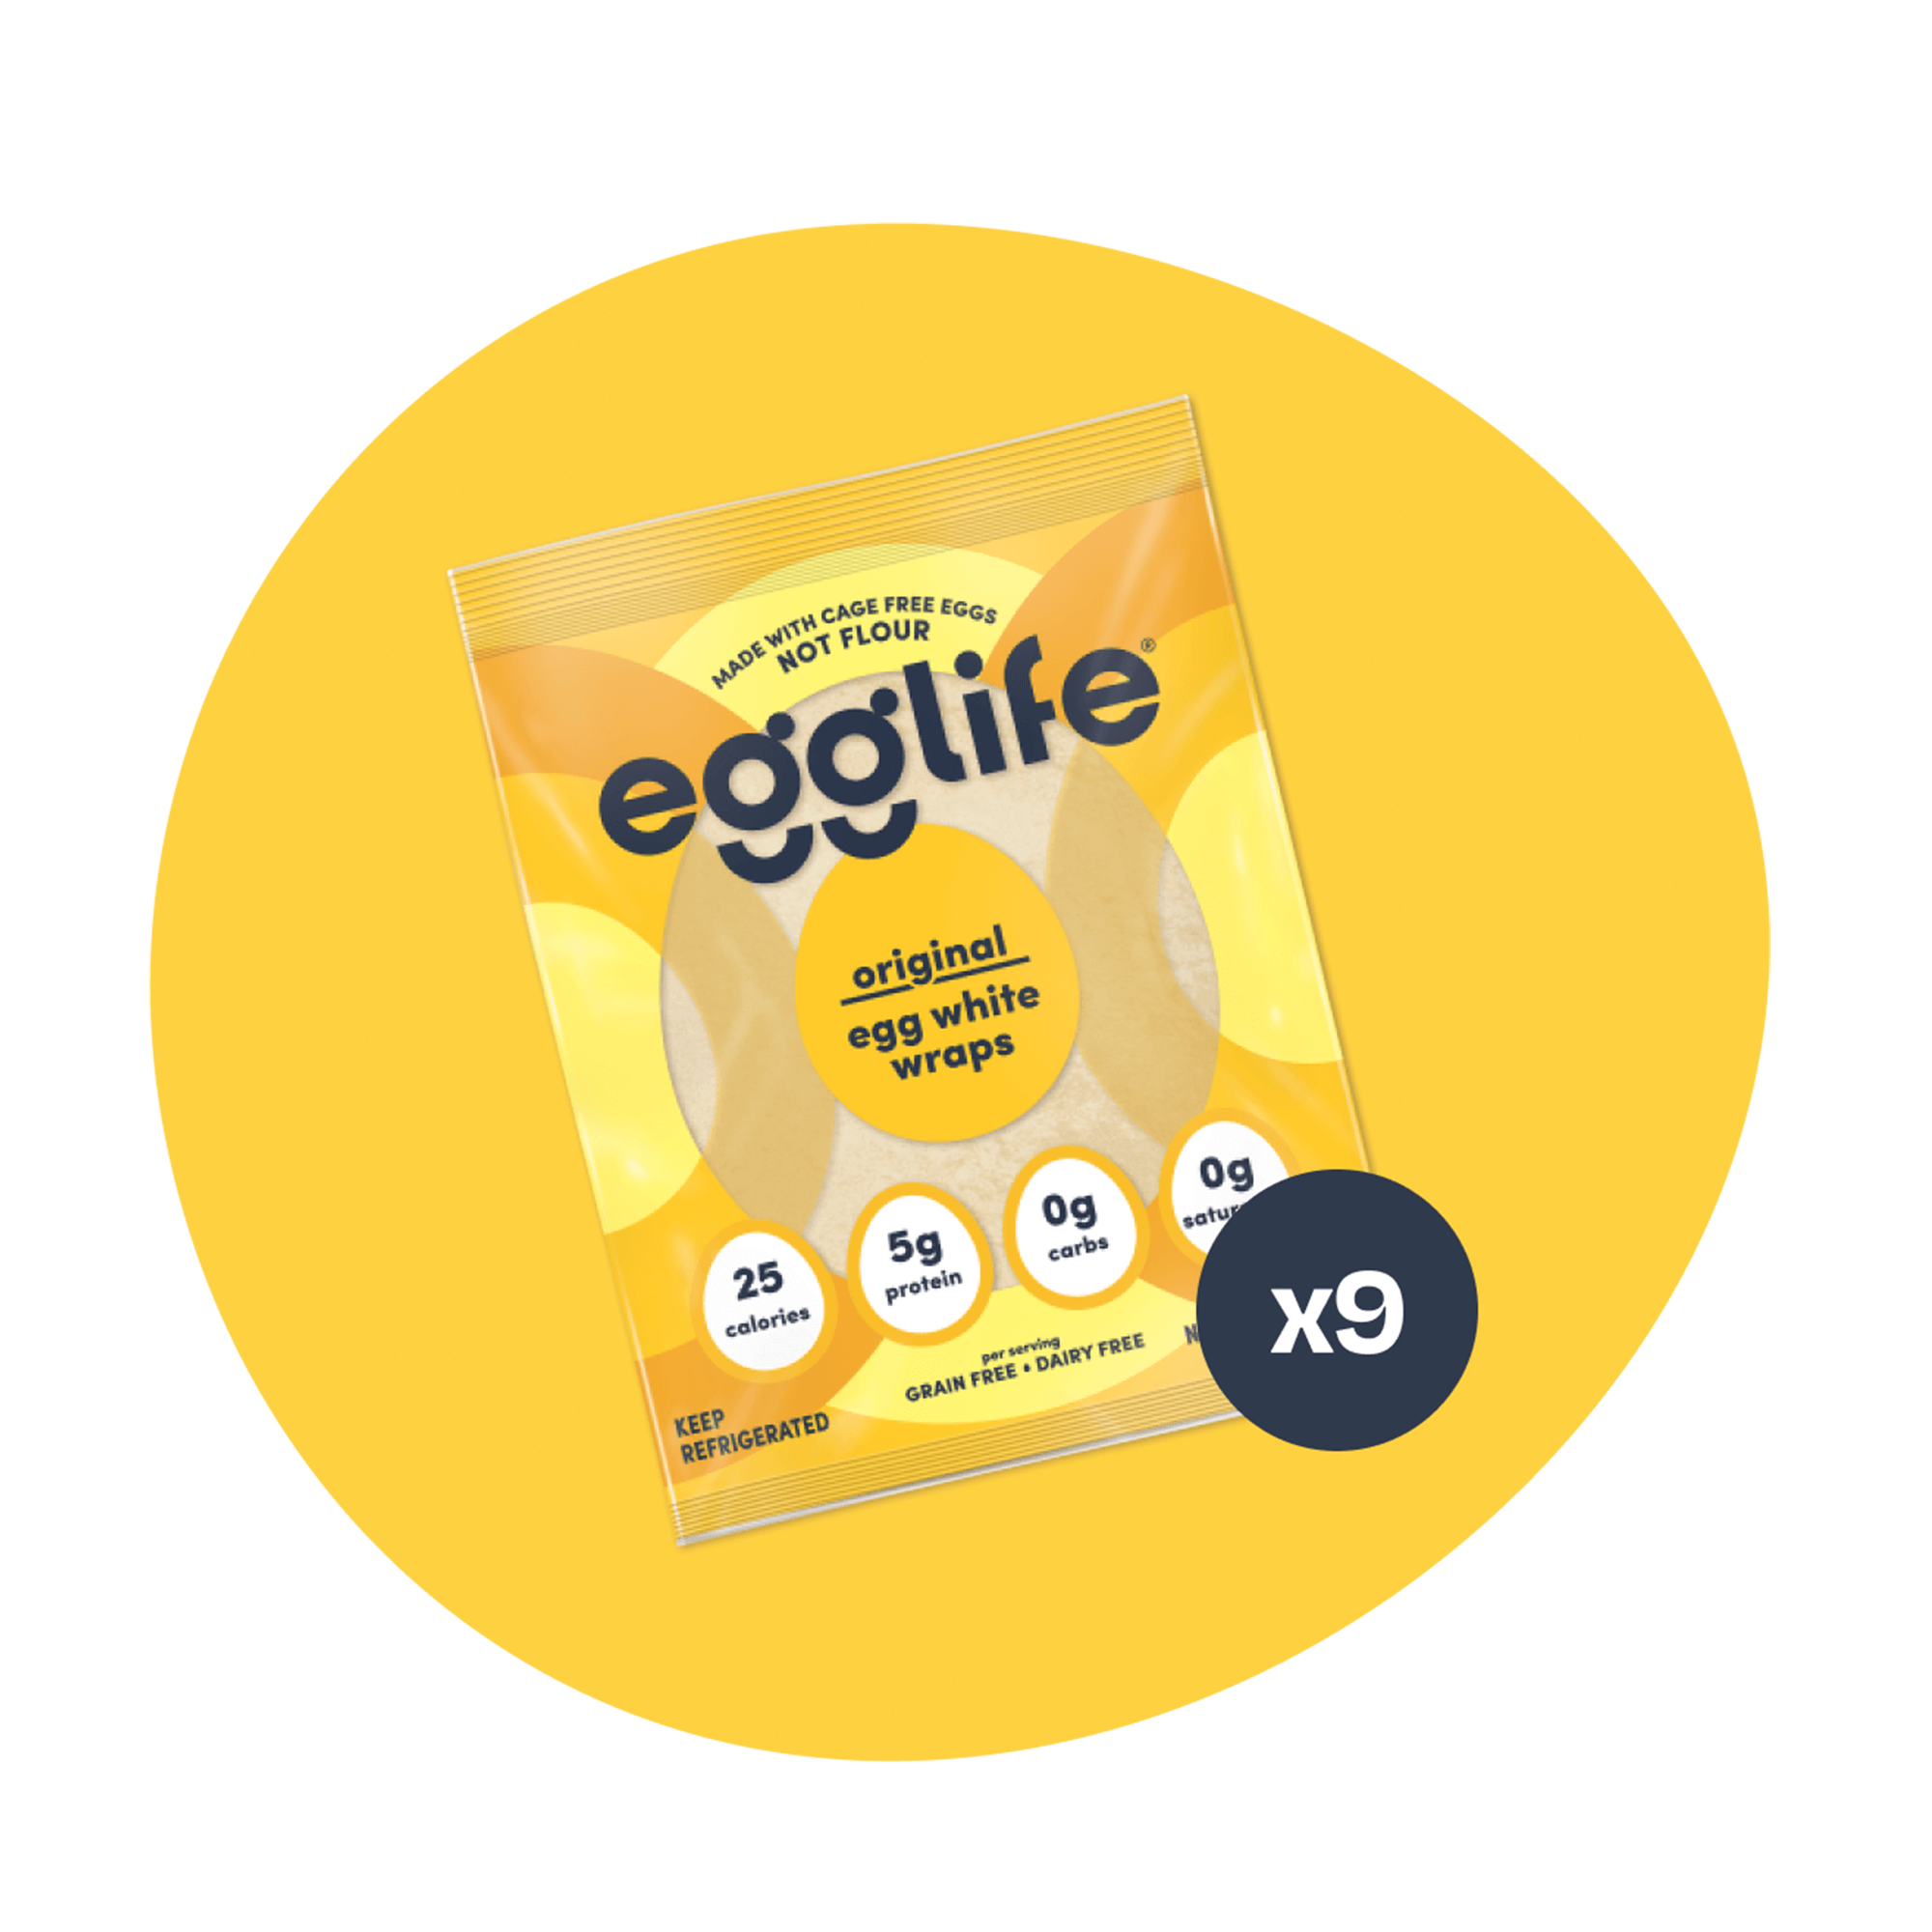 MADE WITH CAGE FREE EGGS
NOT FLOUR
egglife®
original
egg white
wraps
25
calories
5g
protein
0g
carbs
0g
per serving
GRAIN FREE • DAIRY FREE
KEEP
REFRIGERATED
x9